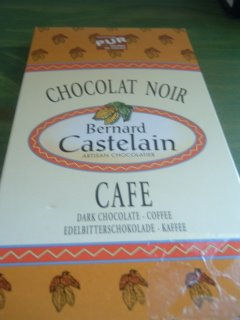 PUR
CHOCOLAT NOIR
Bernard
Castelain
ARTISAN CHOCOLATIER
CAFE
DARK CHOCOLATE - COFFEE
EDELBITTERSCHOKOLADE - KAFFEE